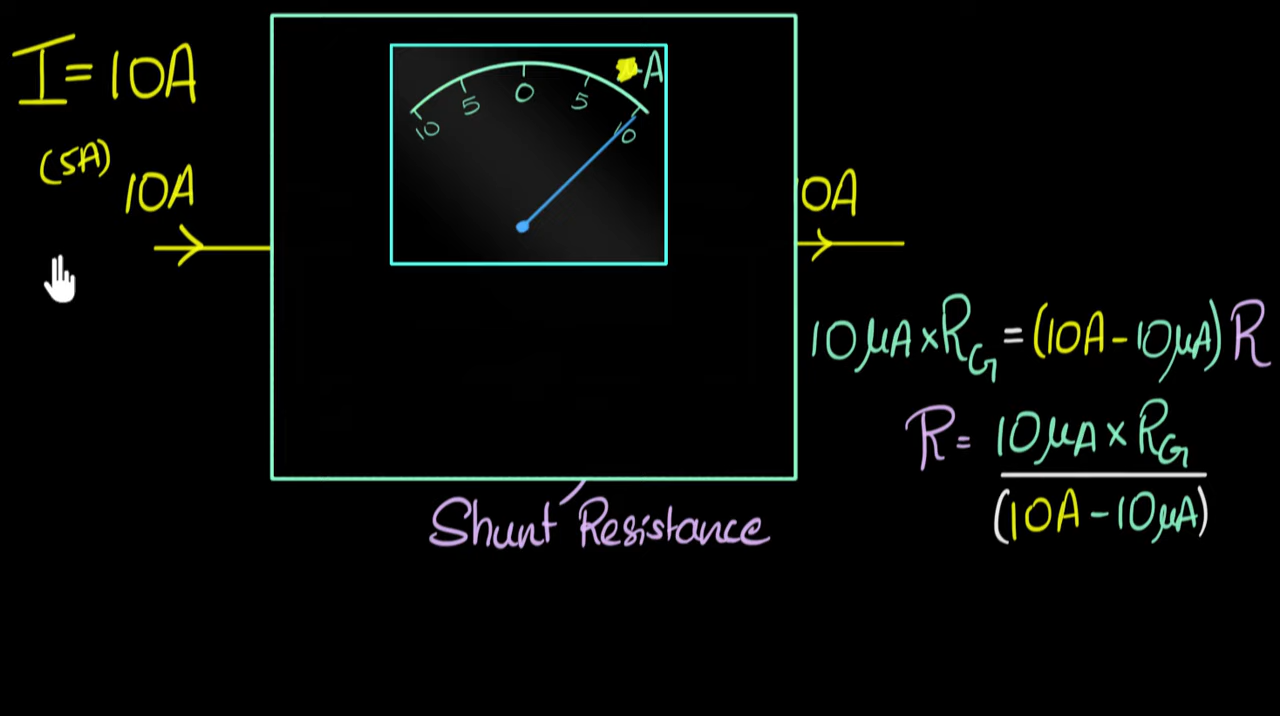 I = 10A
(5A)
10A
A
10 5 0 5 10
0A
10μA×R_G = (10A - 10μA) R
R = 10μA × R_G
(10A - 10μA)
Shunt Resistance